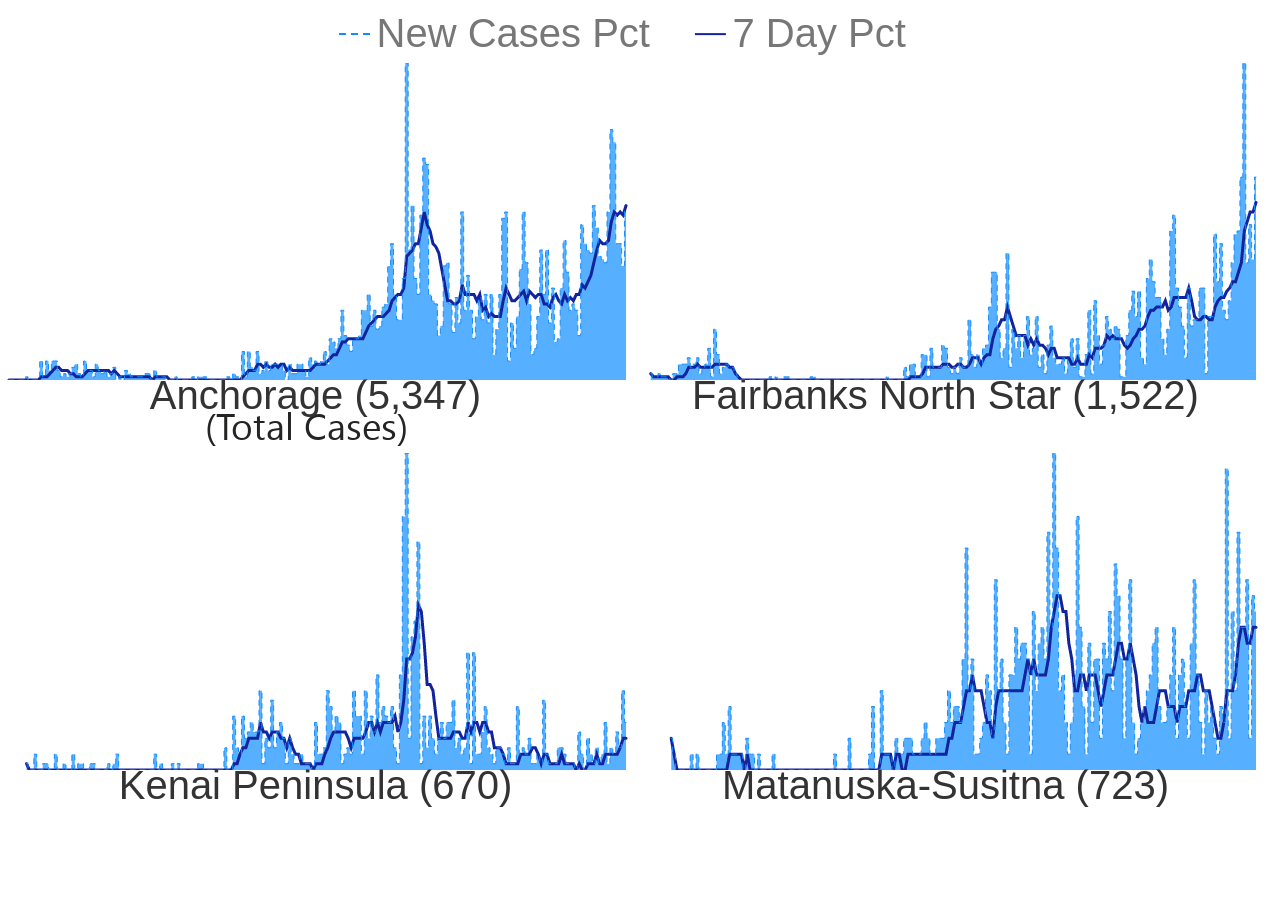 New Cases Pct 7 Day Pct
Anchorage (5,347)
(Total Cases)
Fairbanks North Star (1,522)
Kenai Peninsula (670)
Matanuska-Susitna (723)